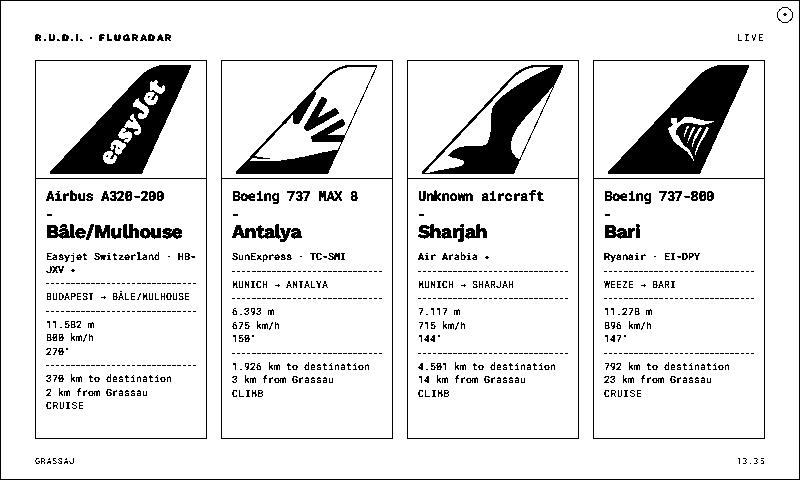 R.U.D.I. · FLUGRADAR
LIVE
easyJet
Airbus A320-200
-
Bâle/Mulhouse
Easyjet Switzerland · HB-
JXV ✦
BUDAPEST → BÂLE/MULHOUSE
11.582 m
800 km/h
270°
370 km to destination
2 km from Grassau
CRUISE
Boeing 737 MAX 8
-
Antalya
SunExpress · TC-SMI
MUNICH → ANTALYA
6.393 m
675 km/h
150°
1.926 km to destination
3 km from Grassau
CLIMB
Unknown aircraft
-
Sharjah
Air Arabia ✦
MUNICH → SHARJAH
7.117 m
715 km/h
144°
4.501 km to destination
14 km from Grassau
CLIMB
Boeing 737-800
-
Bari
Ryanair · EI-DPY
WEEZE → BARI
11.278 m
896 km/h
147°
792 km to destination
23 km from Grassau
CRUISE
GRASSAU
13.35